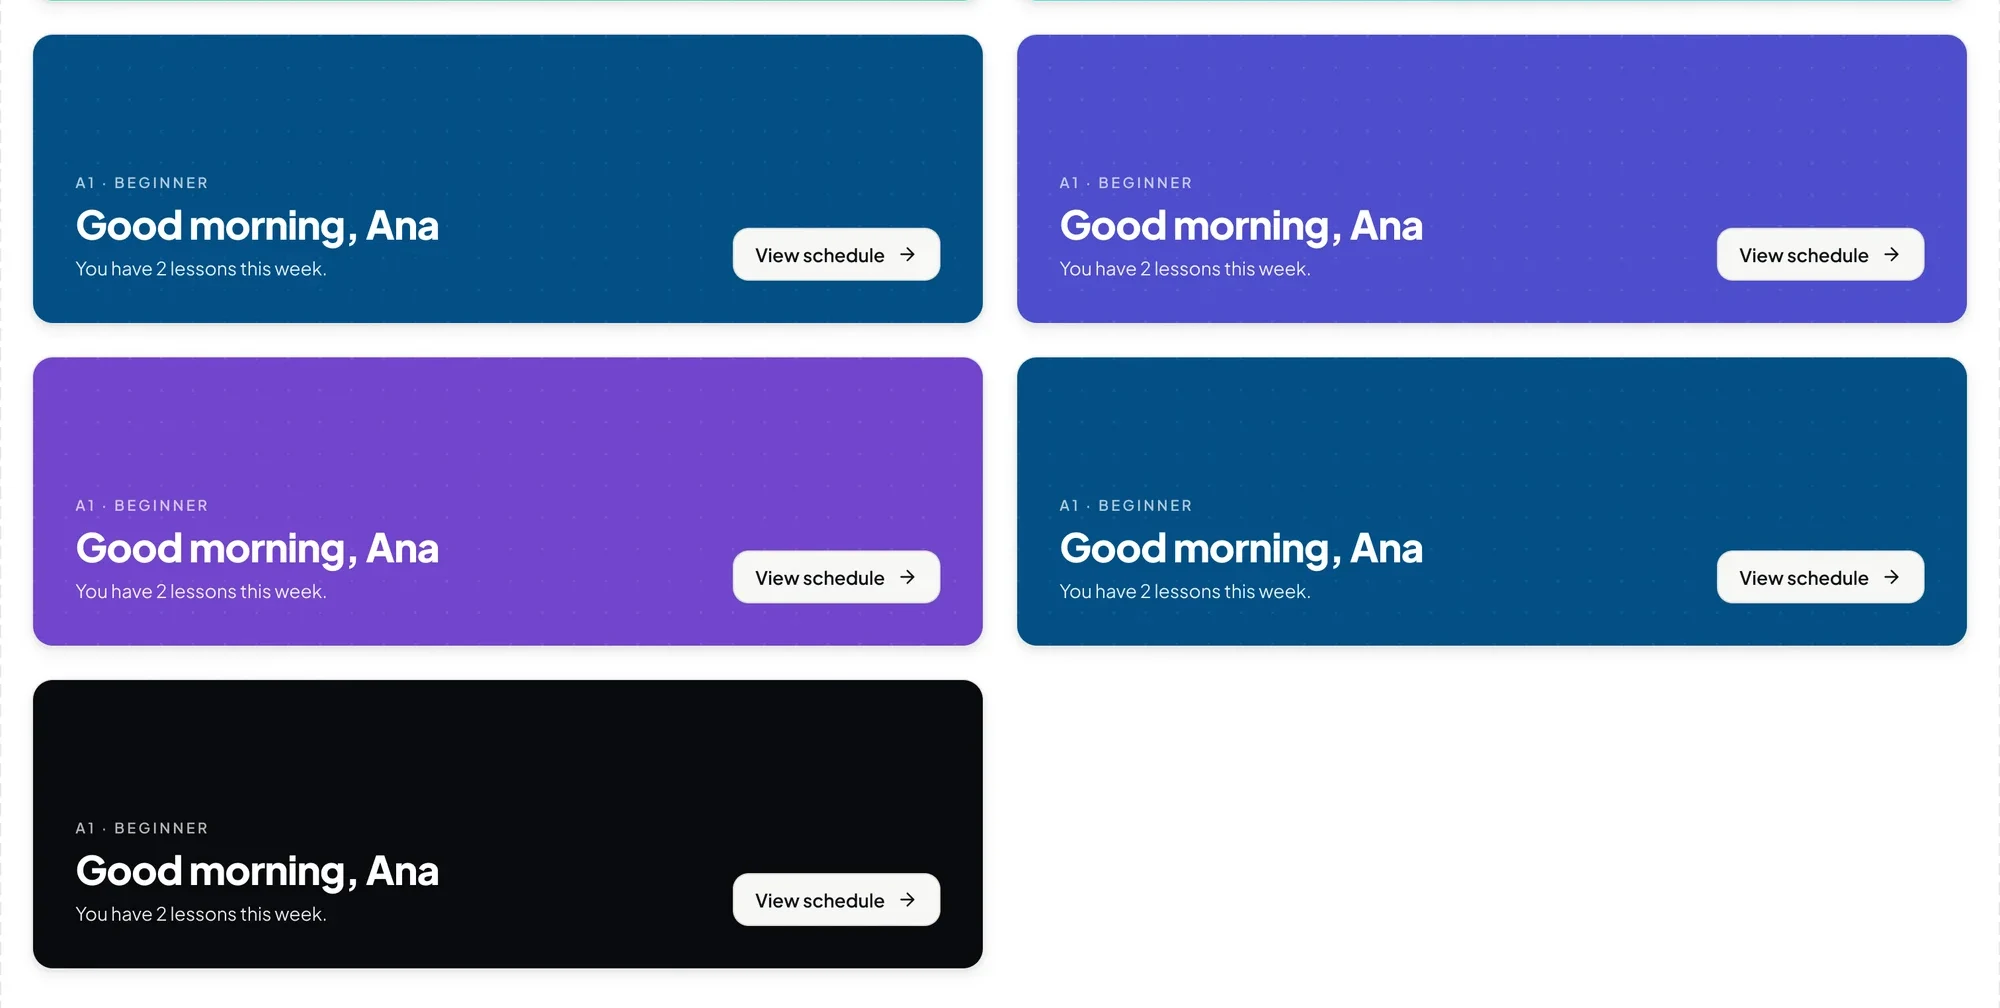 A1 · BEGINNER
Good morning, Ana
You have 2 lessons this week.
View schedule →
A1 · BEGINNER
Good morning, Ana
You have 2 lessons this week.
View schedule →
A1 · BEGINNER
Good morning, Ana
You have 2 lessons this week.
View schedule →
A1 · BEGINNER
Good morning, Ana
You have 2 lessons this week.
View schedule →
A1 · BEGINNER
Good morning, Ana
You have 2 lessons this week.
View schedule →